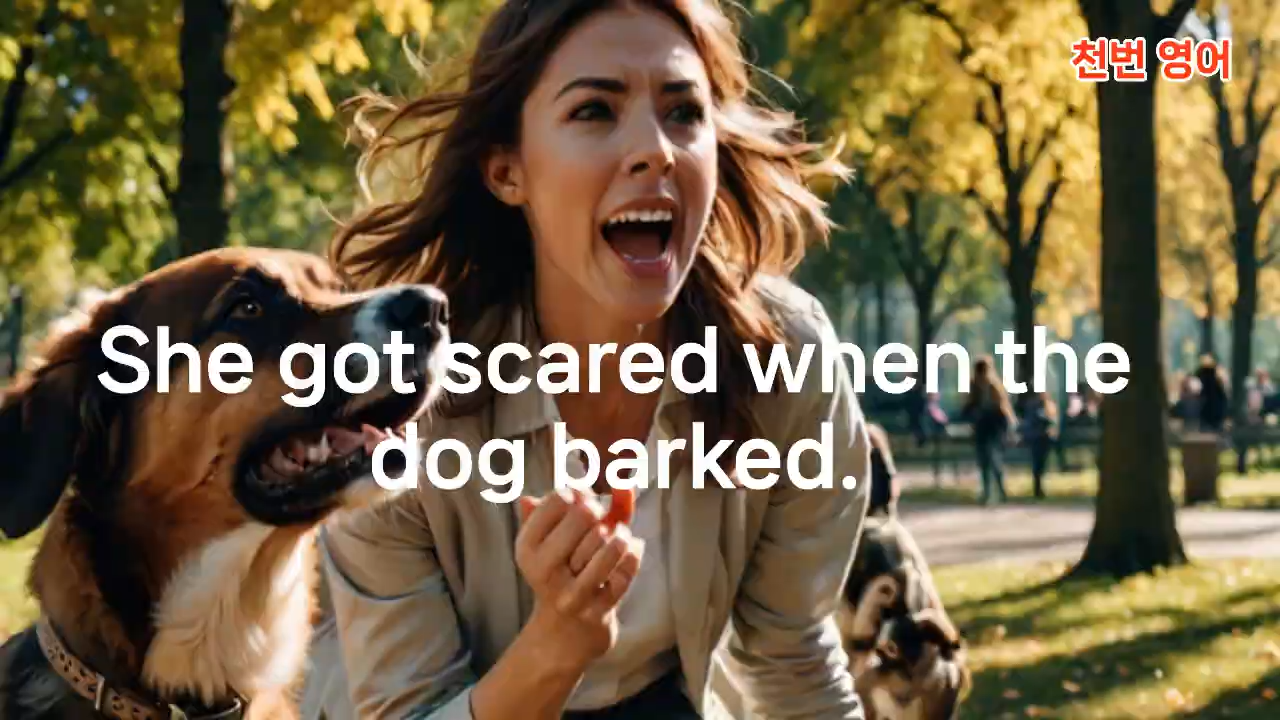 천번 영어
She got scared when the
dog barked.